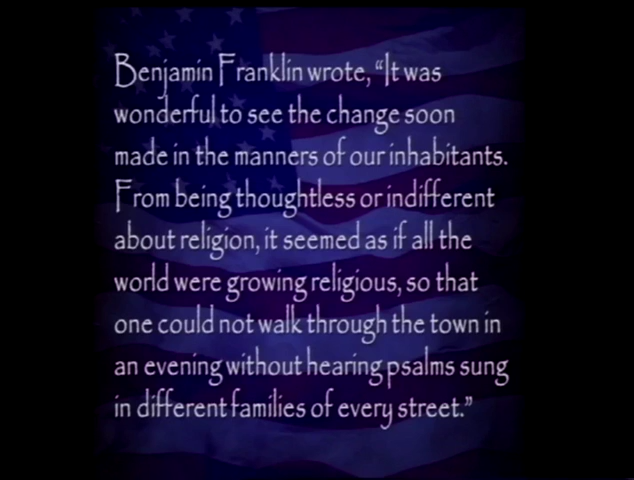 Benjamin Franklin wrote, “It was
wonderful to see the change soon
made in the manners of our inhabitants.
From being thoughtless or indifferent
about religion, it seemed as if all the
world were growing religious, so that
one could not walk through the town in
an evening without hearing psalms sung
in different families of every street.”